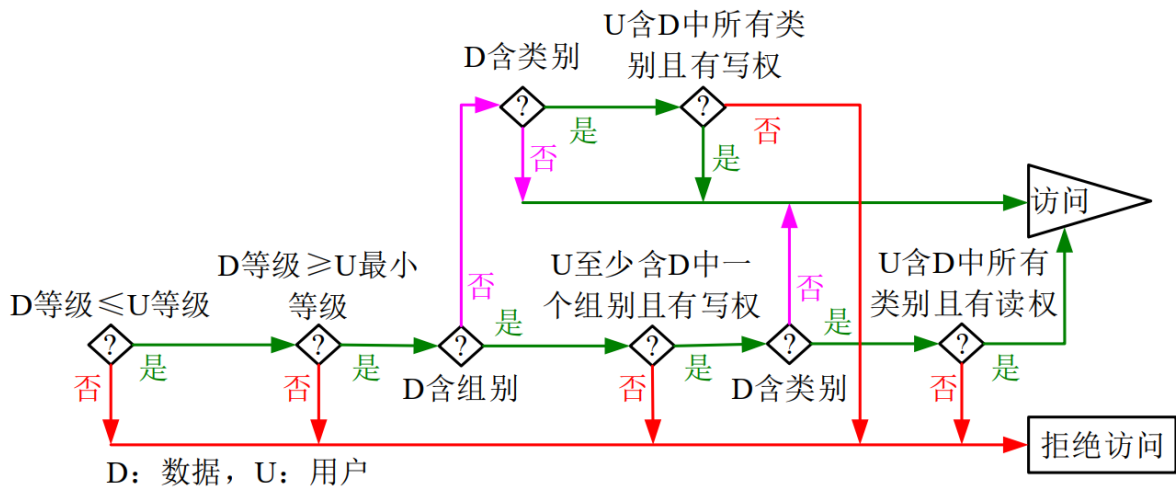 D含类别
U含D中所有类
别且有写权
?
?
是
否
否
是
访问
D等级≤U等级
D等级≥U最小
等级
否
是
U至少含D中一
个组别且有写权
否
U含D中所有
类别且有读权
?
?
?
?
?
?
是
是
是
是
是
否
否
D含组别
否
D含类别
否
是
拒绝访问
D：数据，U：用户